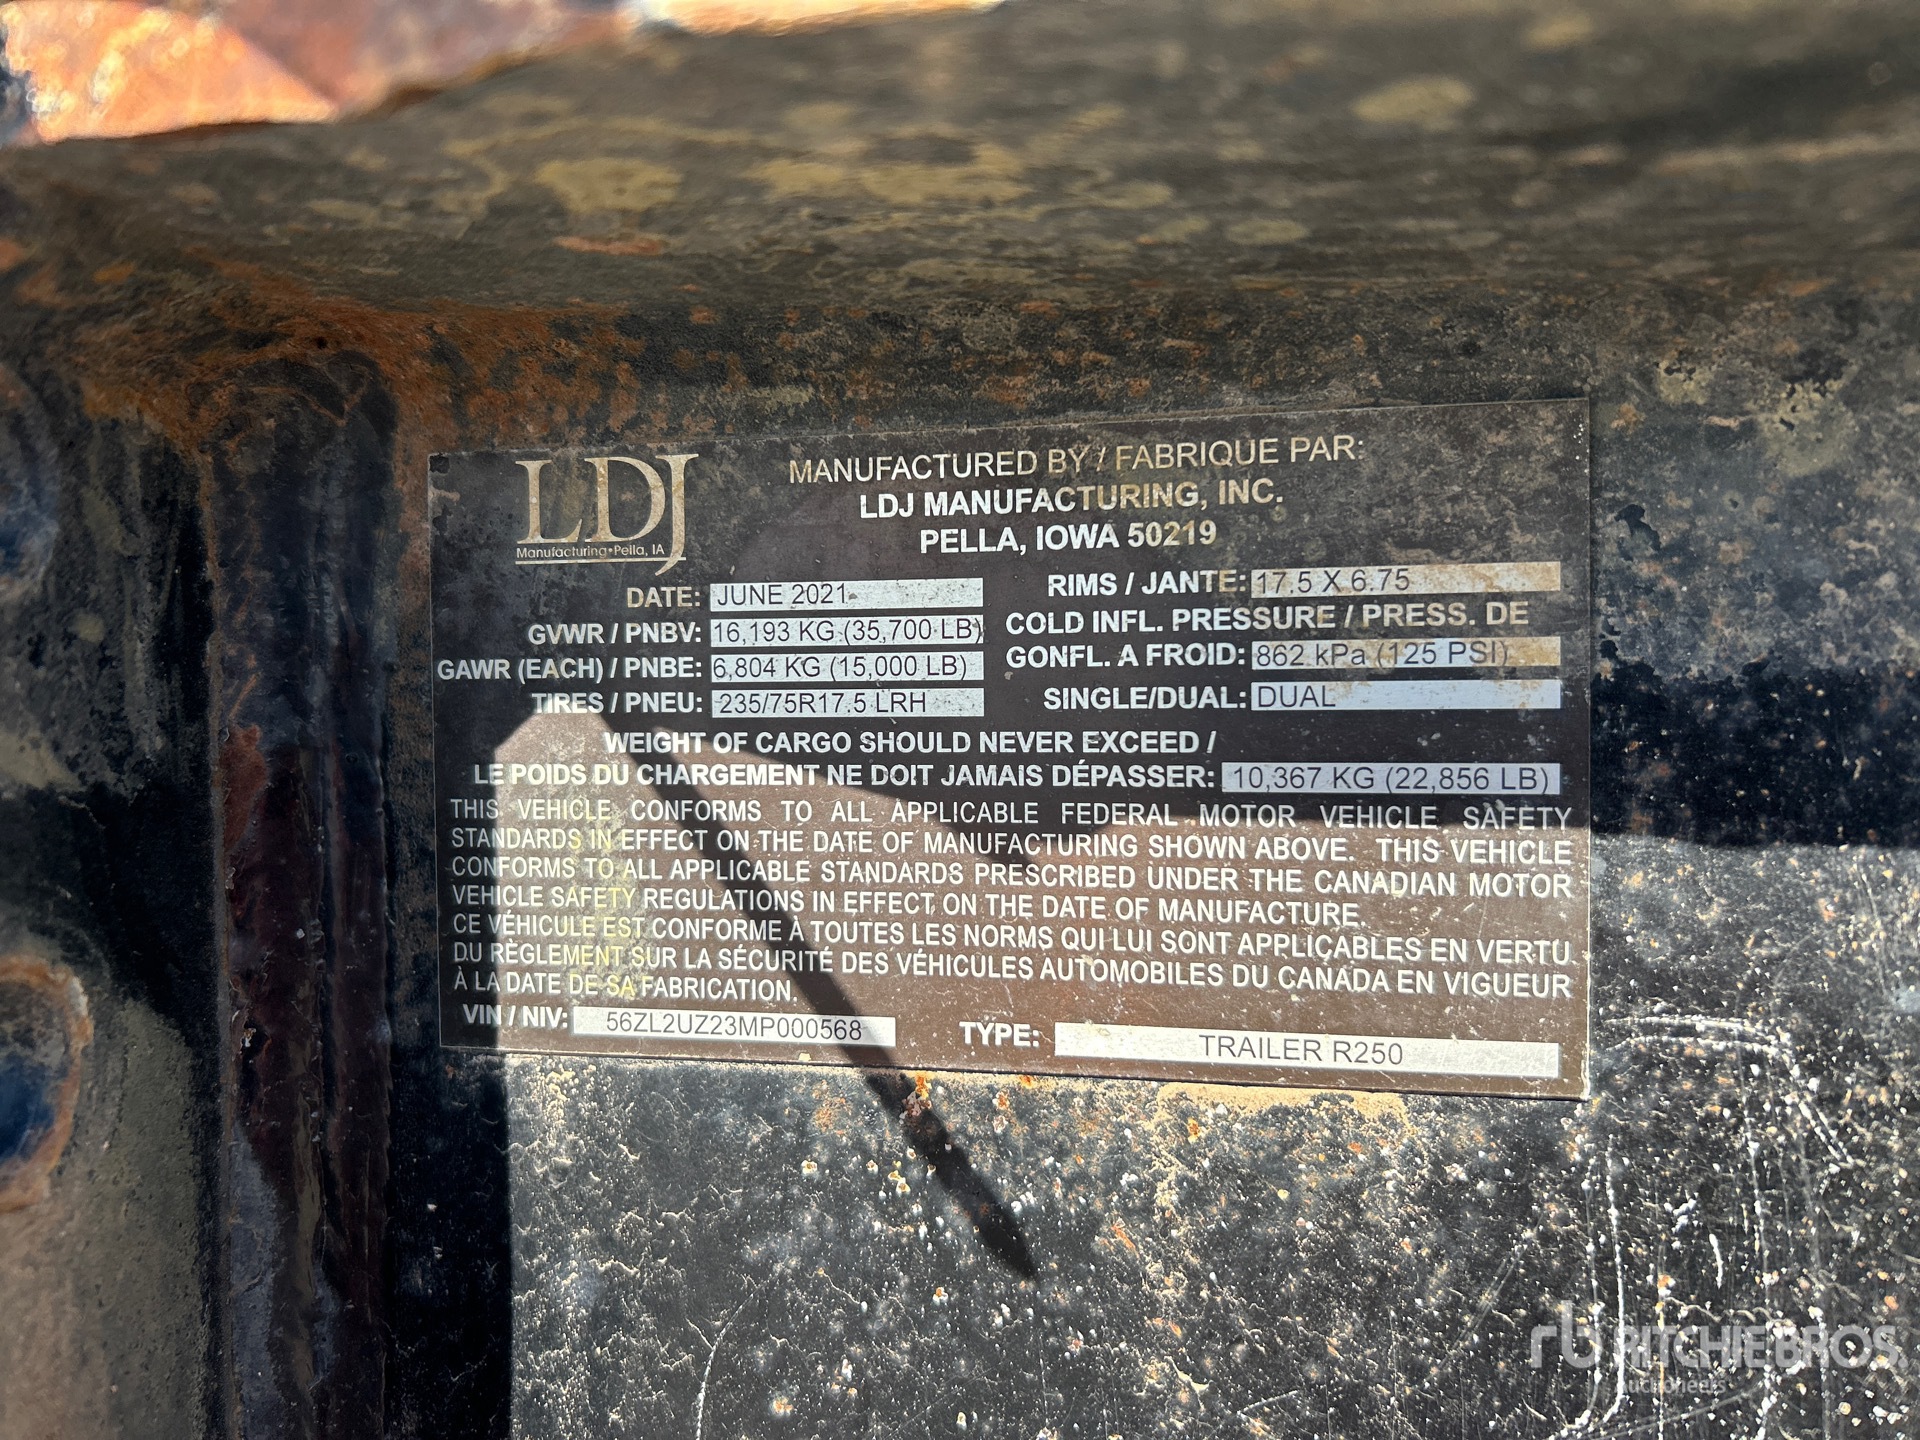 LDJ
Manufacturing•Pella, IA
MANUFACTURED BY / FABRIQUE PAR:
LDJ MANUFACTURING, INC.
PELLA, IOWA 50219
DATE: JUNE 2021
GVWR / PNBV: 16,193 KG (35,700 LB)
GAWR (EACH) / PNBE: 6,804 KG (15,000 LB)
TIRES / PNEU: 235/75R17.5 LRH
RIMS / JANTE: 17.5 X 6.75
COLD INFL. PRESSURE / PRESS. DE
GONFL. A FROID: 862 kPa (125 PSI)
SINGLE/DUAL: DUAL
WEIGHT OF CARGO SHOULD NEVER EXCEED /
LE POIDS DU CHARGEMENT NE DOIT JAMAIS DÉPASSER: 10,367 KG (22,856 LB)
THIS VEHICLE CONFORMS TO ALL APPLICABLE FEDERAL MOTOR VEHICLE SAFETY
STANDARDS IN EFFECT ON THE DATE OF MANUFACTURING SHOWN ABOVE. THIS VEHICLE
CONFORMS TO ALL APPLICABLE STANDARDS PRESCRIBED UNDER THE CANADIAN MOTOR
VEHICLE SAFETY REGULATIONS IN EFFECT ON THE DATE OF MANUFACTURE.
CE VÉHICULE EST CONFORME À TOUTES LES NORMS QUI LUI SONT APPLICABLES EN VERTU
DU RÈGLEMENT SUR LA SÉCURITÉ DES VÉHICULES AUTOMOBILES DU CANADA EN VIGUEUR
À LA DATE DE SA FABRICATION.
VIN / NIV: 56ZL2UZ23MP000568
TYPE: TRAILER R250
rb RITCHIE BROS.
Auctioneers